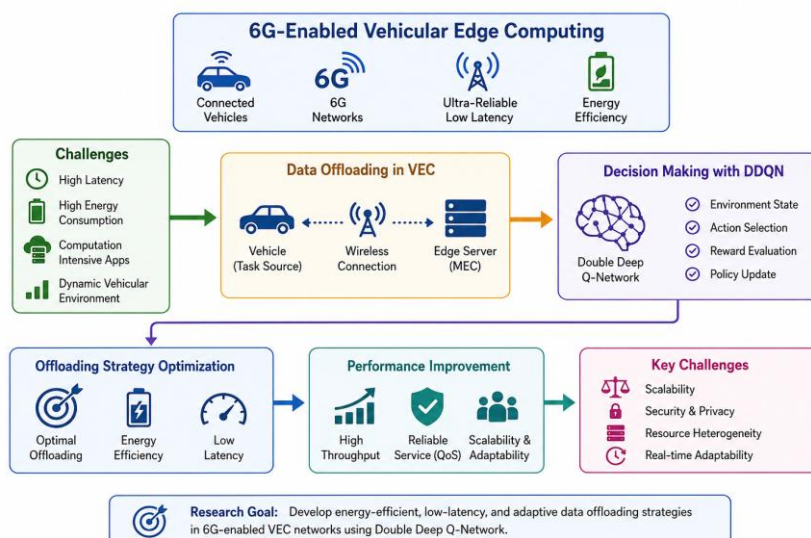 6G-Enabled Vehicular Edge Computing
Connected
Vehicles
6G
6G
Networks
Ultra-Reliable
Low Latency
Energy
Efficiency
Challenges
High Latency
High Energy
Consumption
Computation
Intensive Apps
Dynamic Vehicular
Environment
Data Offloading in VEC
Vehicle
(Task Source)
Wireless
Connection
Edge Server
(MEC)
Decision Making with DDQN
Double Deep
Q-Network
Environment State
Action Selection
Reward Evaluation
Policy Update
Offloading Strategy Optimization
Optimal
Offloading
Energy
Efficiency
Low
Latency
Performance Improvement
High
Throughput
Reliable
Service (QoS)
Scalability &
Adaptability
Key Challenges
Scalability
Security & Privacy
Resource Heterogeneity
Real-time Adaptability
Research Goal: Develop energy-efficient, low-latency, and adaptive data offloading strategies
in 6G-enabled VEC networks using Double Deep Q-Network.